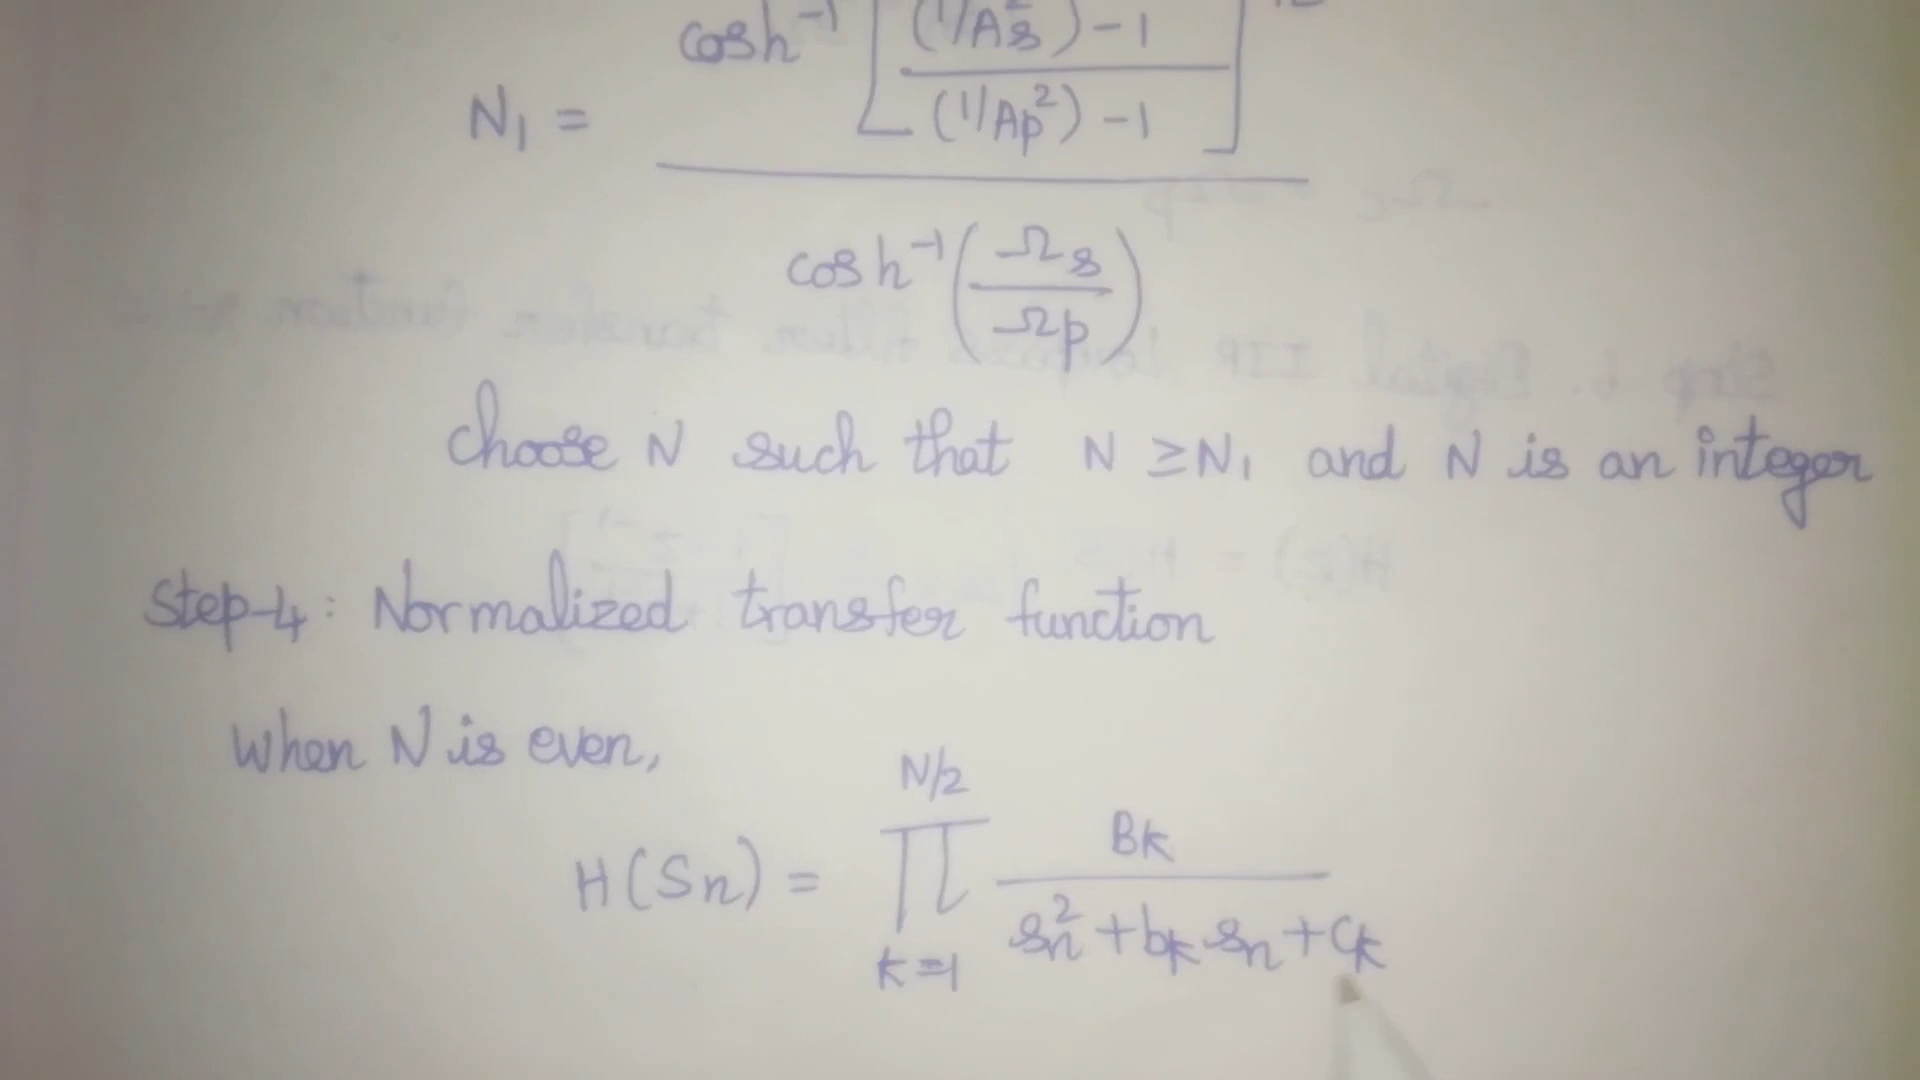 N₁ = cosh⁻¹ [ ((1/As²) - 1) / ((1/Ap²) - 1) ]
cosh⁻¹ (Ωs / Ωp)
choose N such that N ≥ N₁ and N is an integer
Step-4: Normalized transfer function
When N is even,
H(Sn) = ∏ (k=1 to N/2) Bk / (sn² + bk sn + ck)